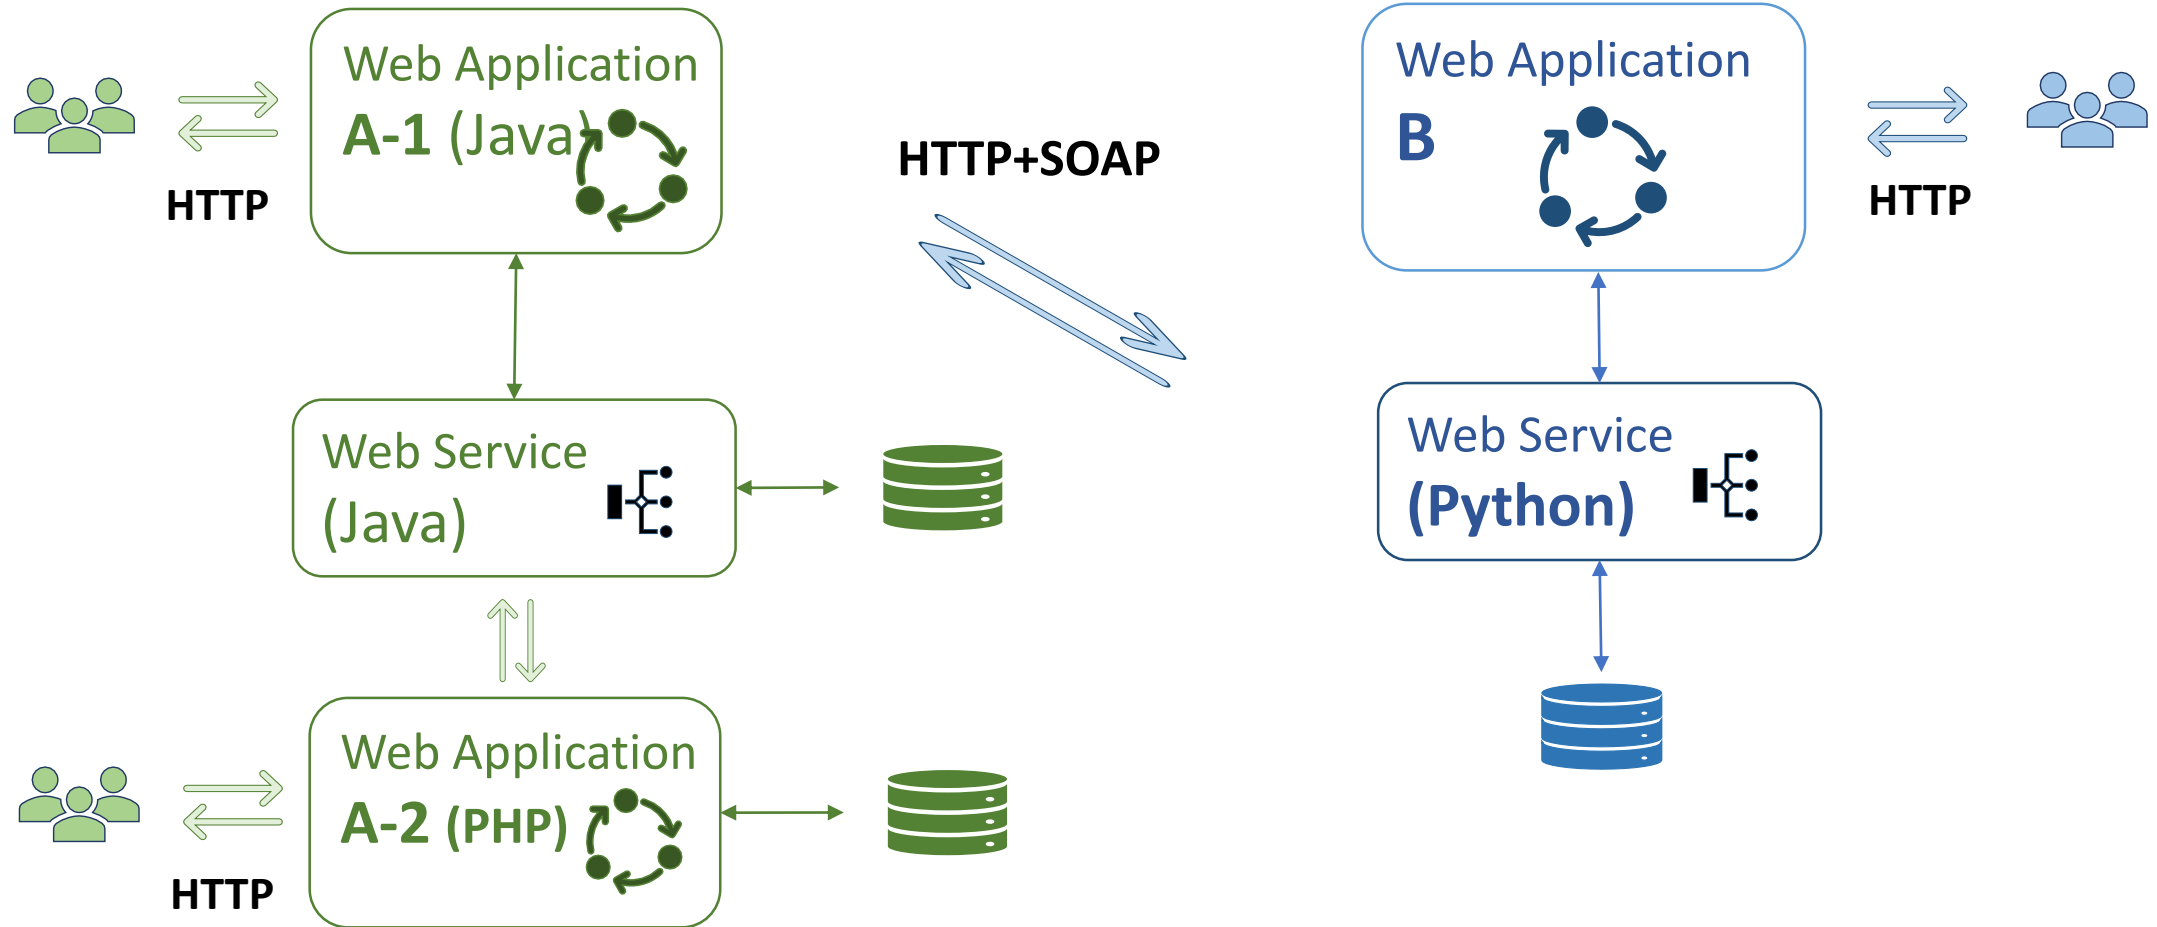 Web Application
A-1 (Java)
HTTP
HTTP+SOAP
Web Application
B
HTTP
Web Service
(Java)
Web Service
(Python)
Web Application
A-2 (PHP)
HTTP